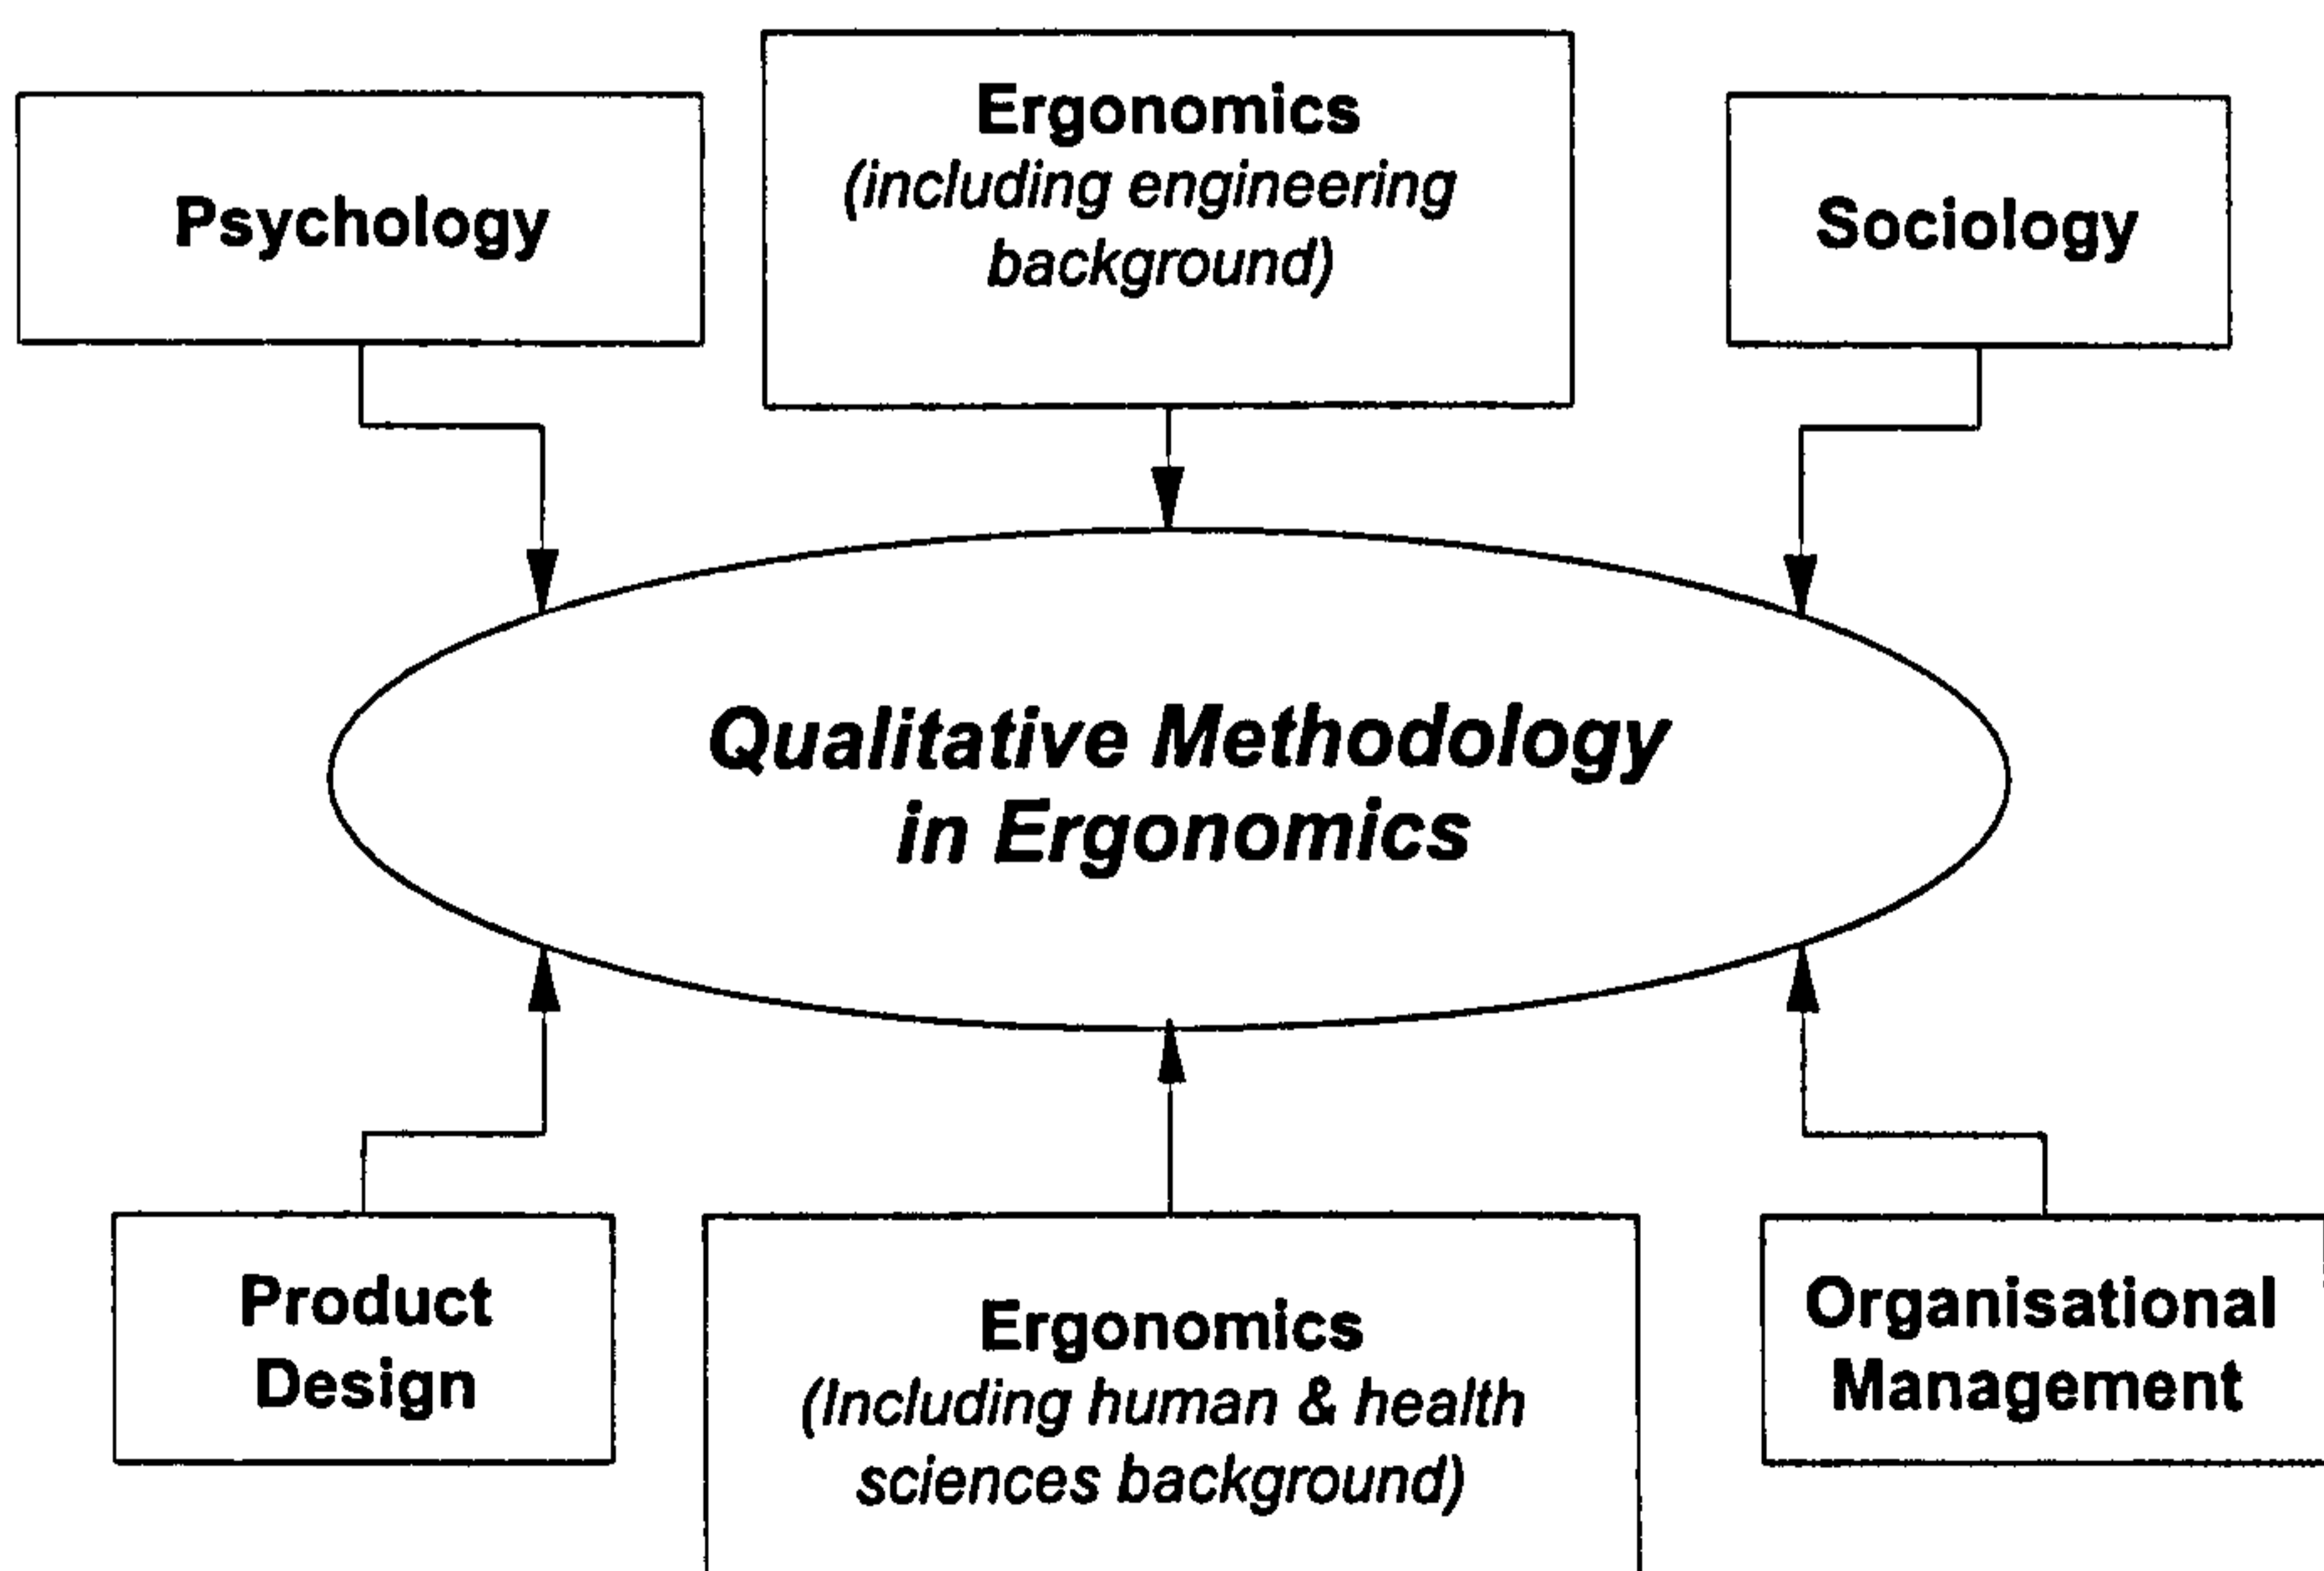 Psychology
Ergonomics
(including engineering
background)
Sociology
Qualitative Methodology
in Ergonomics
Product
Design
Ergonomics
(Including human & health
sciences background)
Organisational
Management